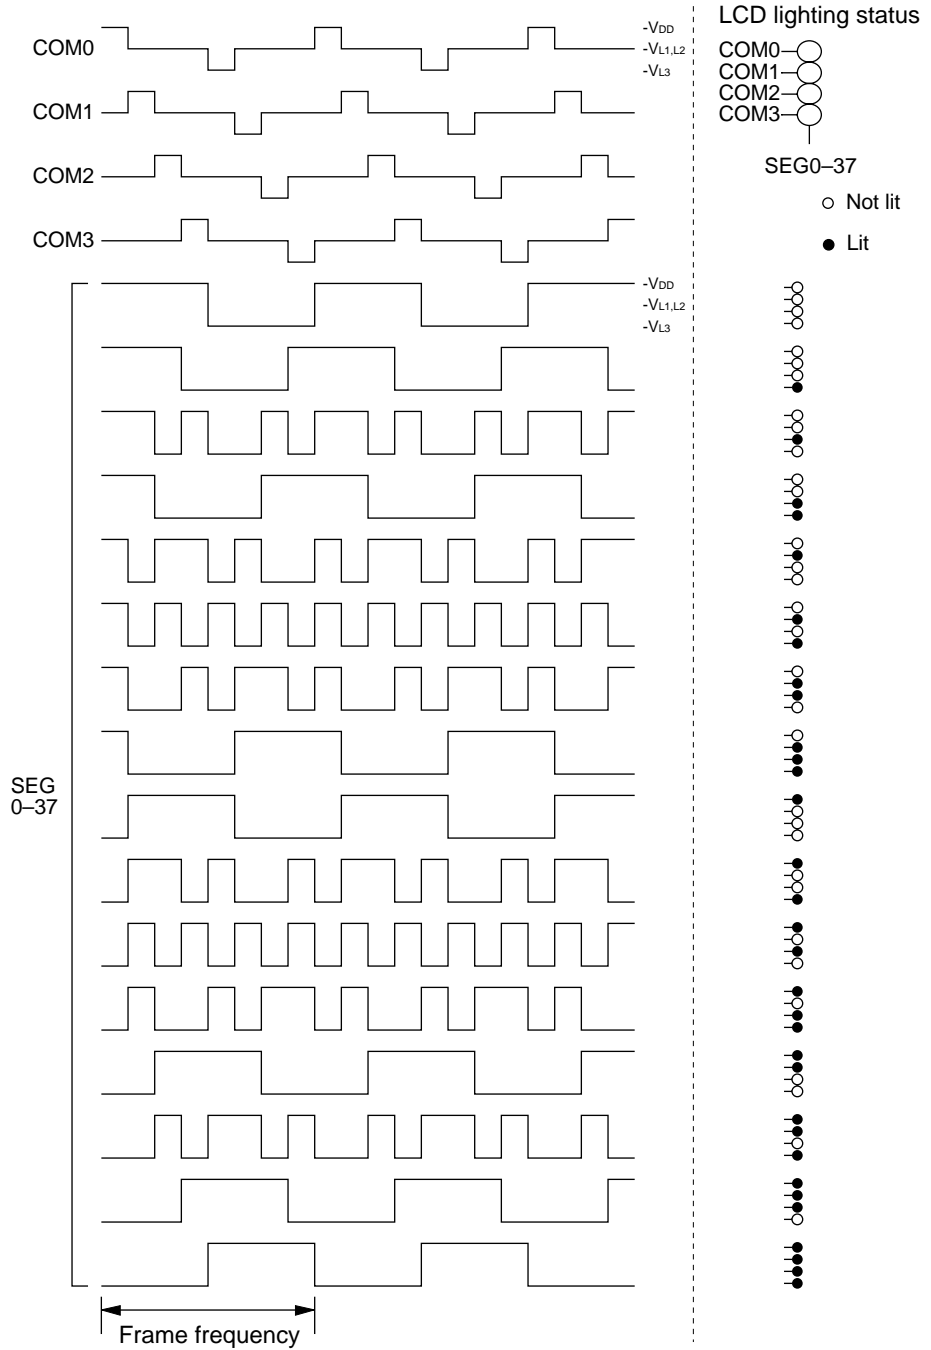 COM0
-VDD
-VL1,L2
-VL3
COM1
COM2
COM3
-VDD
-VL1,L2
-VL3
SEG
0–37
Frame frequency
LCD lighting status
COM0
COM1
COM2
COM3
SEG0–37
Not lit
Lit